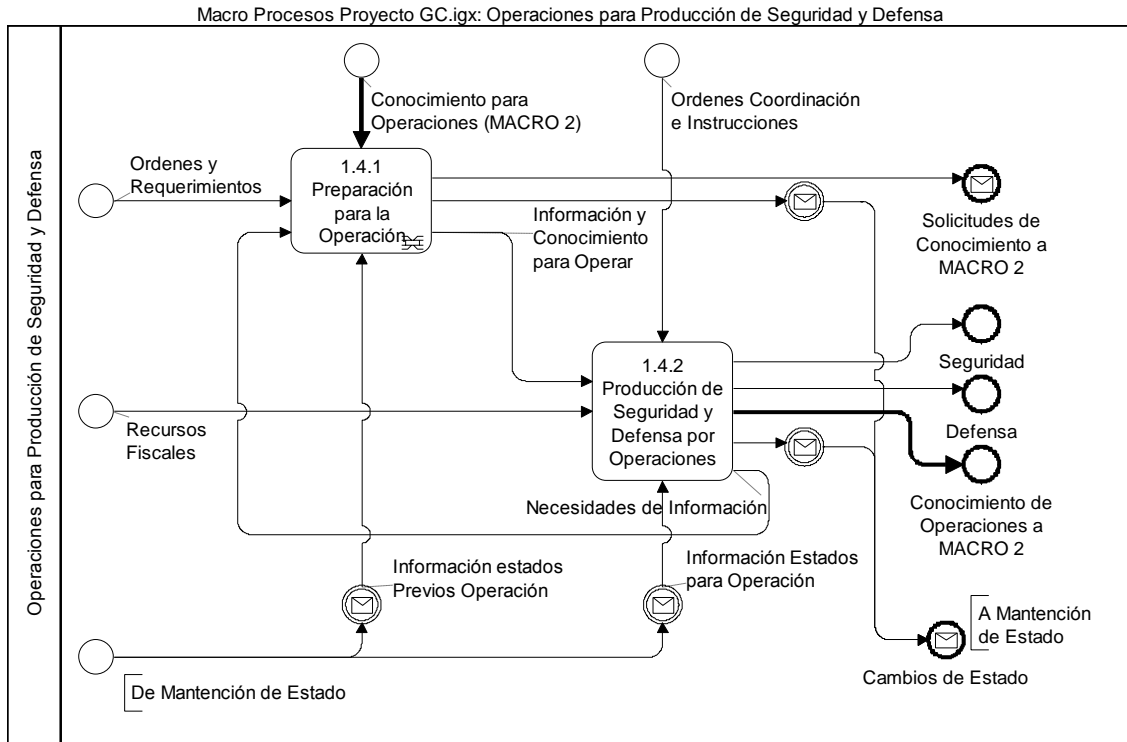 Macro Procesos Proyecto GC.igx: Operaciones para Producción de Seguridad y Defensa
Operaciones para Producción de Seguridad y Defensa
Conocimiento para
Operaciones (MACRO 2)
Ordenes Coordinación
e Instrucciones
Ordenes y
Requerimientos
1.4.1
Preparación
para la
Operación
Información y
Conocimiento
para Operar
Solicitudes de
Conocimiento a
MACRO 2
Seguridad
1.4.2
Producción de
Seguridad y
Defensa por
Operaciones
Defensa
Recursos
Fiscales
Necesidades de Información
Conocimiento de
Operaciones a
MACRO 2
Información estados
Previos Operación
Información Estados
para Operación
A Mantención
de Estado
Cambios de Estado
De Mantención de Estado